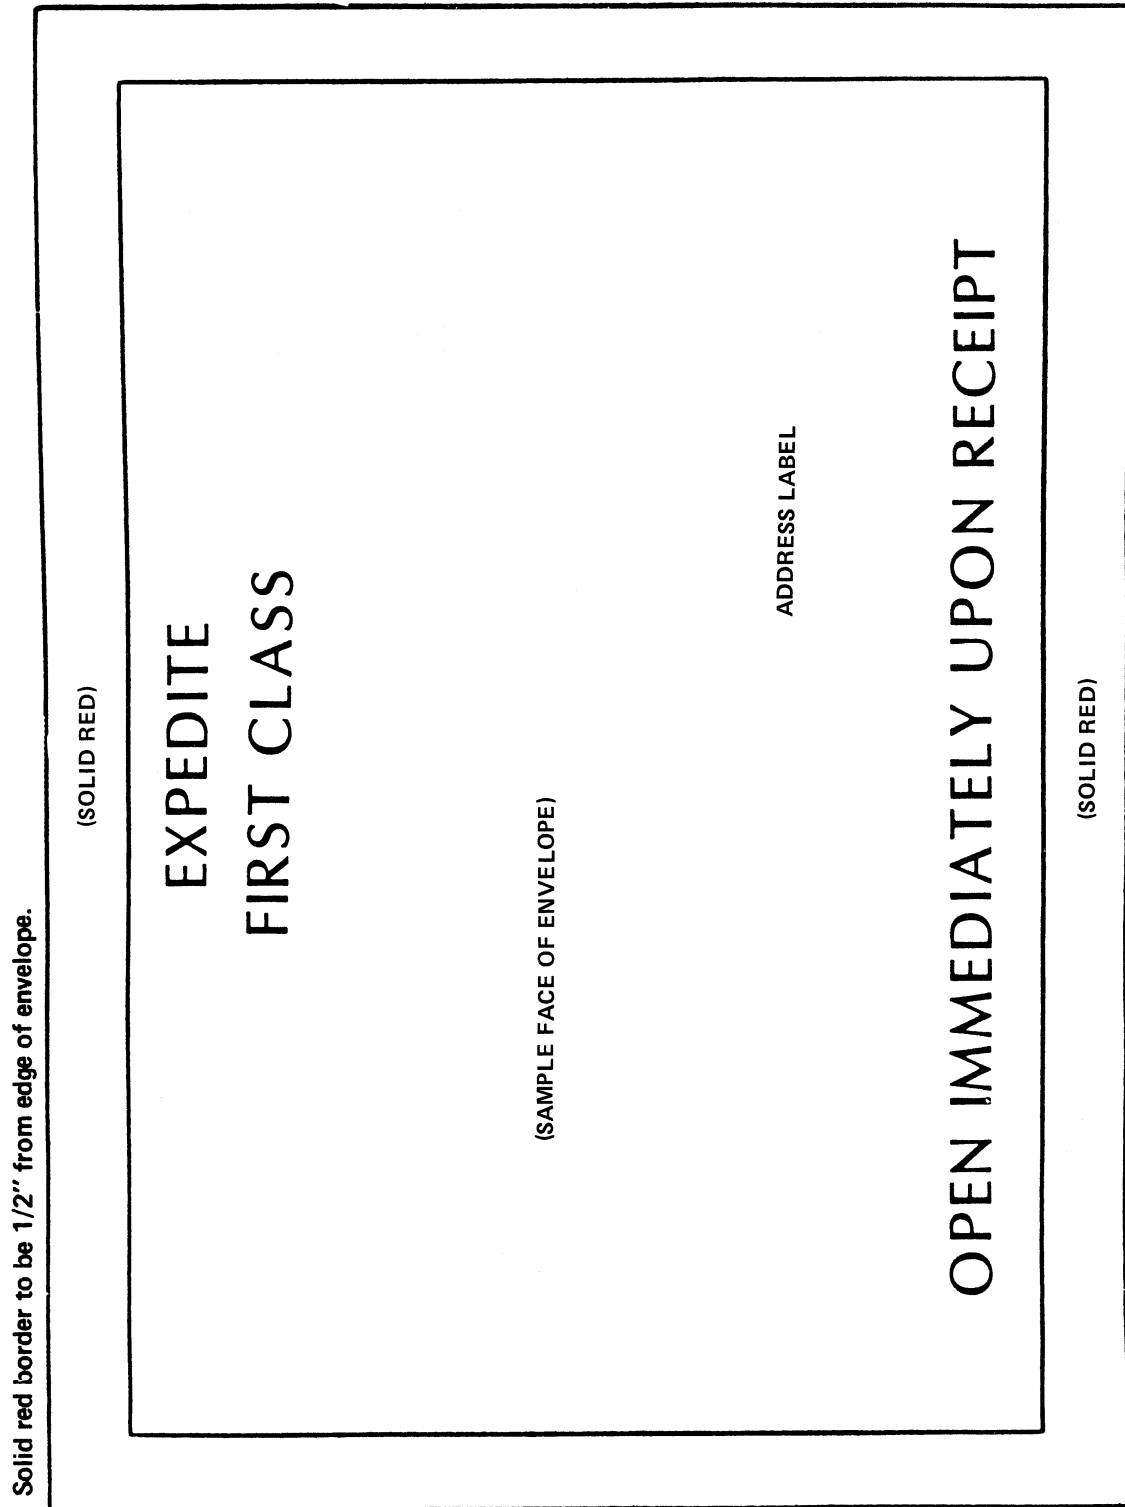 Solid red border to be 1/2" from edge of envelope.
(SOLID RED)
EXPEDITE
FIRST CLASS
(SAMPLE FACE OF ENVELOPE)
ADDRESS LABEL
OPEN IMMEDIATELY UPON RECEIPT
(SOLID RED)